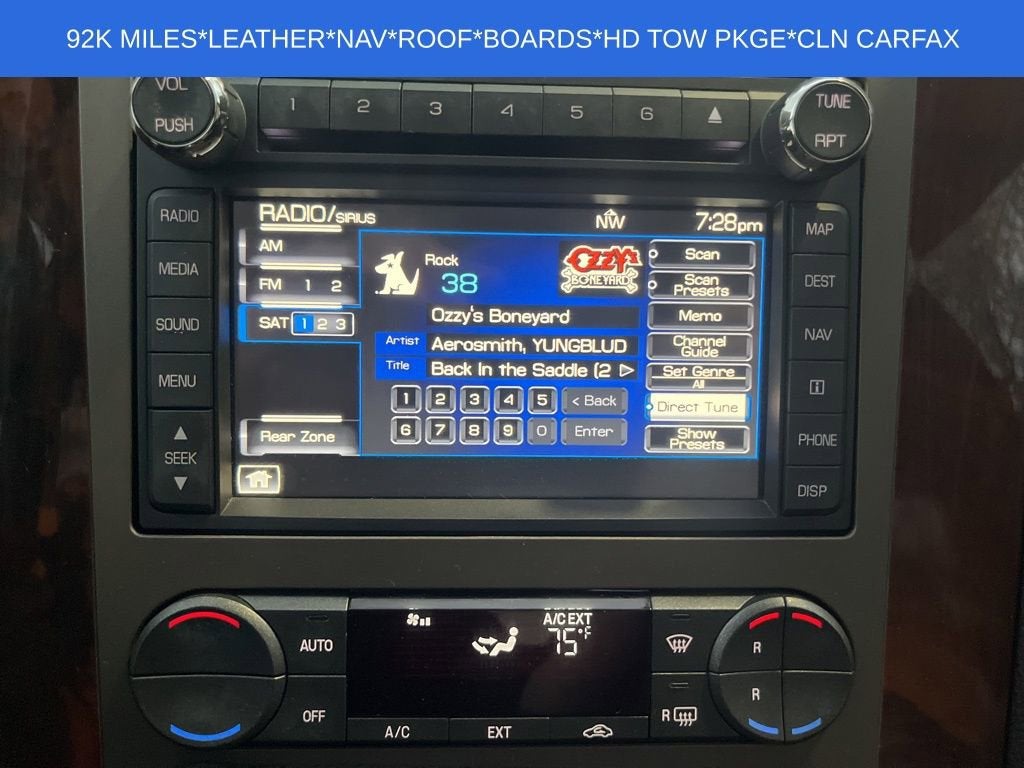 92K MILES*LEATHER*NAV*ROOF*BOARDS*HD TOW PKGE*CLN CARFAX
VOL
PUSH
1 2 3 4 5 6
TUNE
RPT
RADIO
MEDIA
SOUND
MENU
SEEK
RADIO/SIRIUS
NW
7:28pm
AM
FM 1 2
SAT 1 2 3
Rear Zone
Rock
38
OZZY'S
BONEYARD
Ozzy's Boneyard
Artist Aerosmith, YUNGBLUD
Title Back In the Saddle (2
1 2 3 4 5 < Back
6 7 8 9 0 Enter
Scan
Scan
Presets
Memo
Channel
Guide
Set Genre
All
Direct Tune
Show
Presets
MAP
DEST
NAV
i
PHONE
DISP
AUTO
OFF
A/C EXT
75°F
A/C
EXT
R
R
R